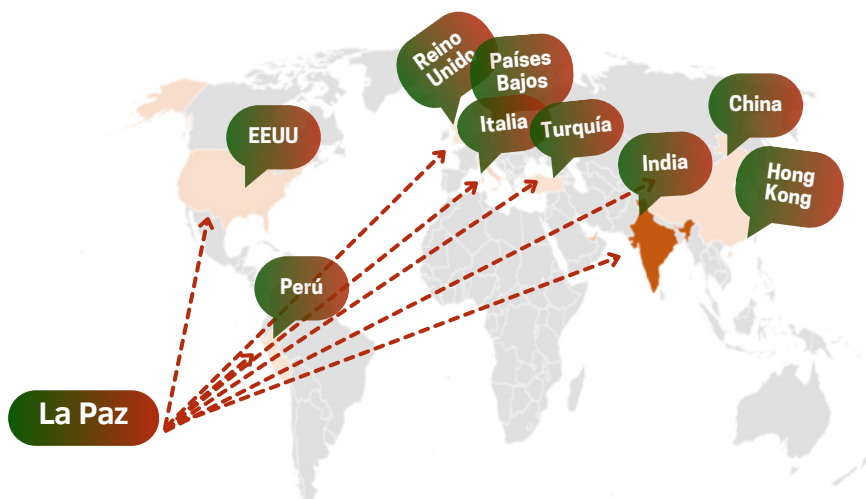 Reino
Unido
Países
Bajos
EEUU
Italia
Turquía
China
India
Hong
Kong
Perú
La Paz